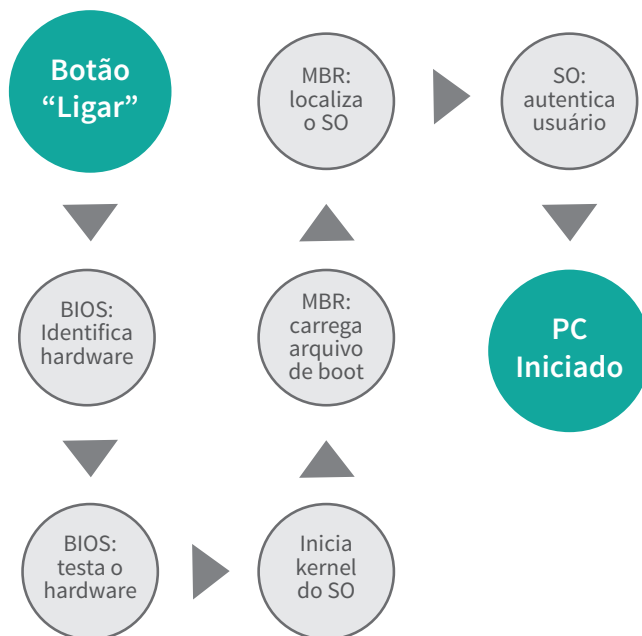 Botão
“Ligar”
BIOS:
Identifica
hardware
BIOS:
testa o
hardware
Inicia
kernel
do SO
MBR:
carrega
arquivo
de boot
MBR:
localiza
o SO
SO:
autentica
usuário
PC
Iniciado